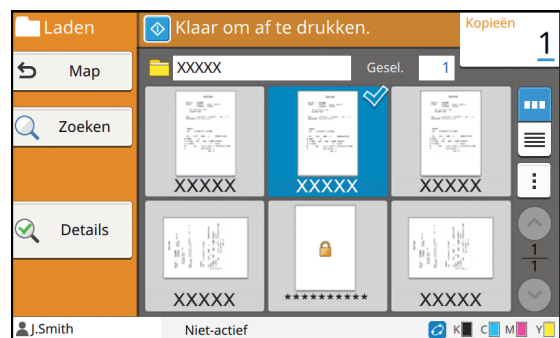 Laden
Klaar om af te drukken.
Kopieën
1
Map
XXXXX
Gesel.
1
Zoeken
XXXXX
XXXXX
XXXXX
Details
XXXXX
**********
XXXXX
1
1
J.Smith
Niet-actief
K
C
M
Y